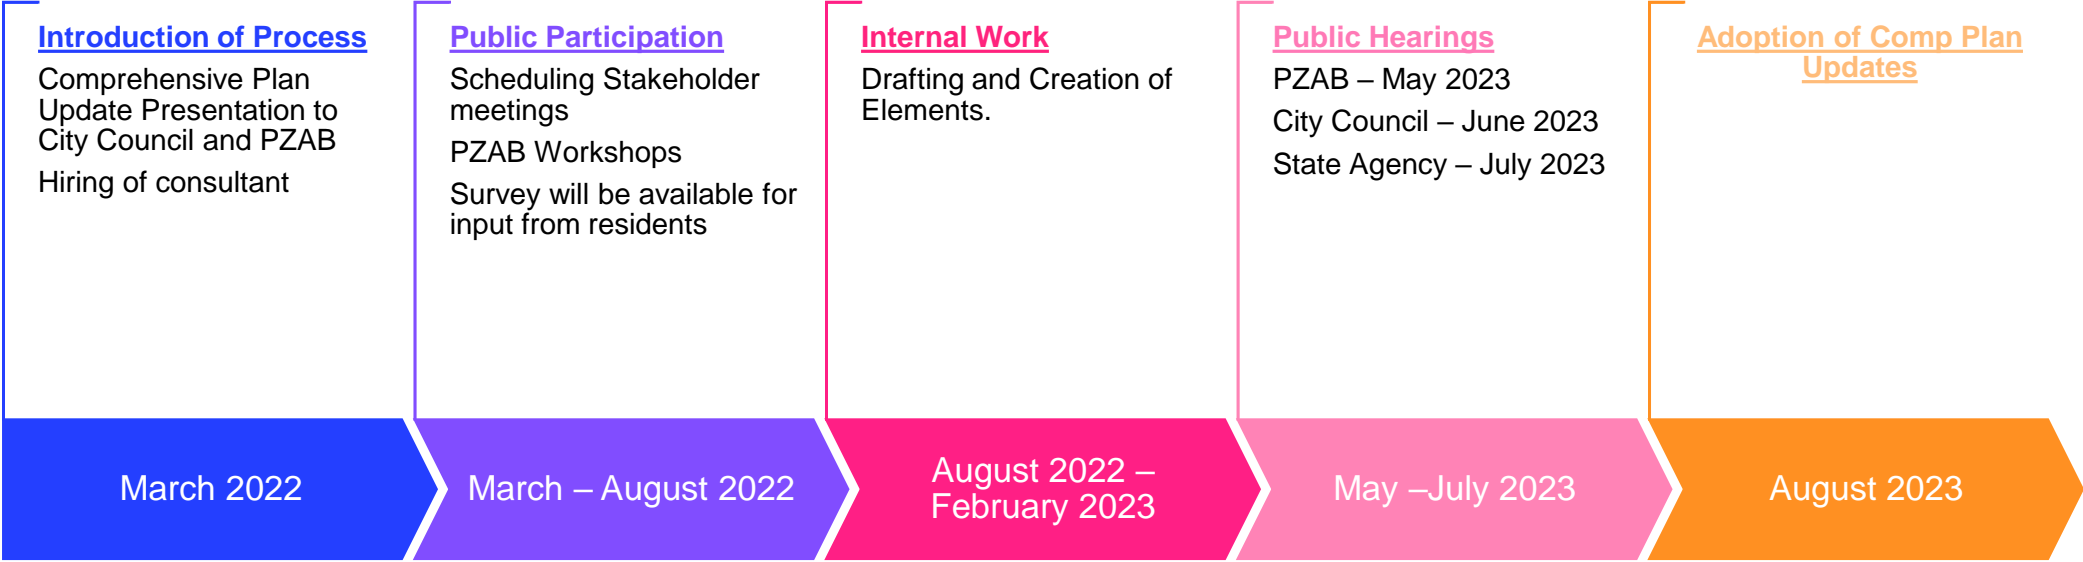 Introduction of Process
Comprehensive Plan
Update Presentation to
City Council and PZAB
Hiring of consultant
March 2022
Public Participation
Scheduling Stakeholder
meetings
PZAB Workshops
Survey will be available for
input from residents
March – August 2022
Internal Work
Drafting and Creation of
Elements.
August 2022 –
February 2023
Public Hearings
PZAB – May 2023
City Council – June 2023
State Agency – July 2023
May –July 2023
Adoption of Comp Plan
Updates
August 2023